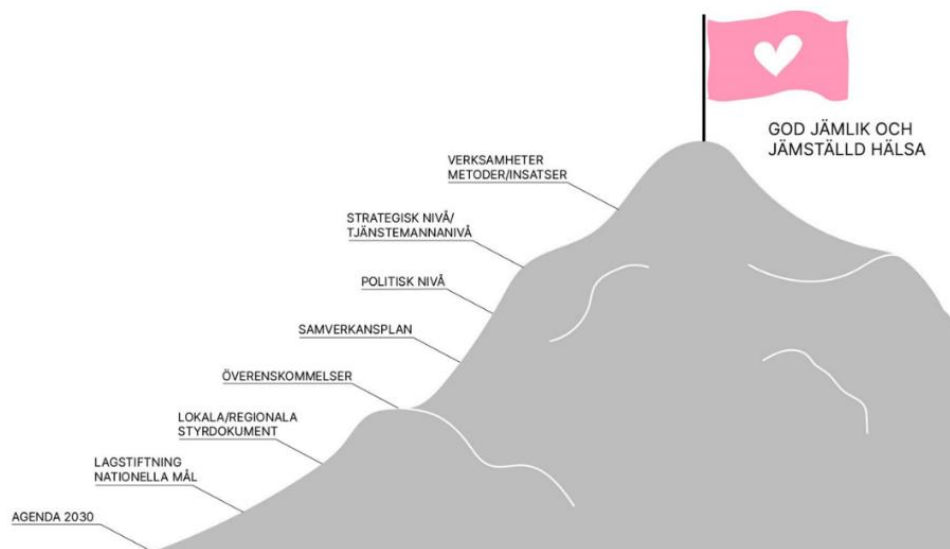 GOD JÄMLIK OCH
JÄMSTÄLLD HÄLSA
VERKSAMHETER
METODER/INSATSER
STRATEGISK NIVÅ/
TJÄNSTEMANNANIVÅ
POLITISK NIVÅ
SAMVERKANSPLAN
ÖVERENSKOMMELSER
LOKALA/REGIONALA
STYRDOKUMENT
LAGSTIFTNING
NATIONELLA MÅL
AGENDA 2030